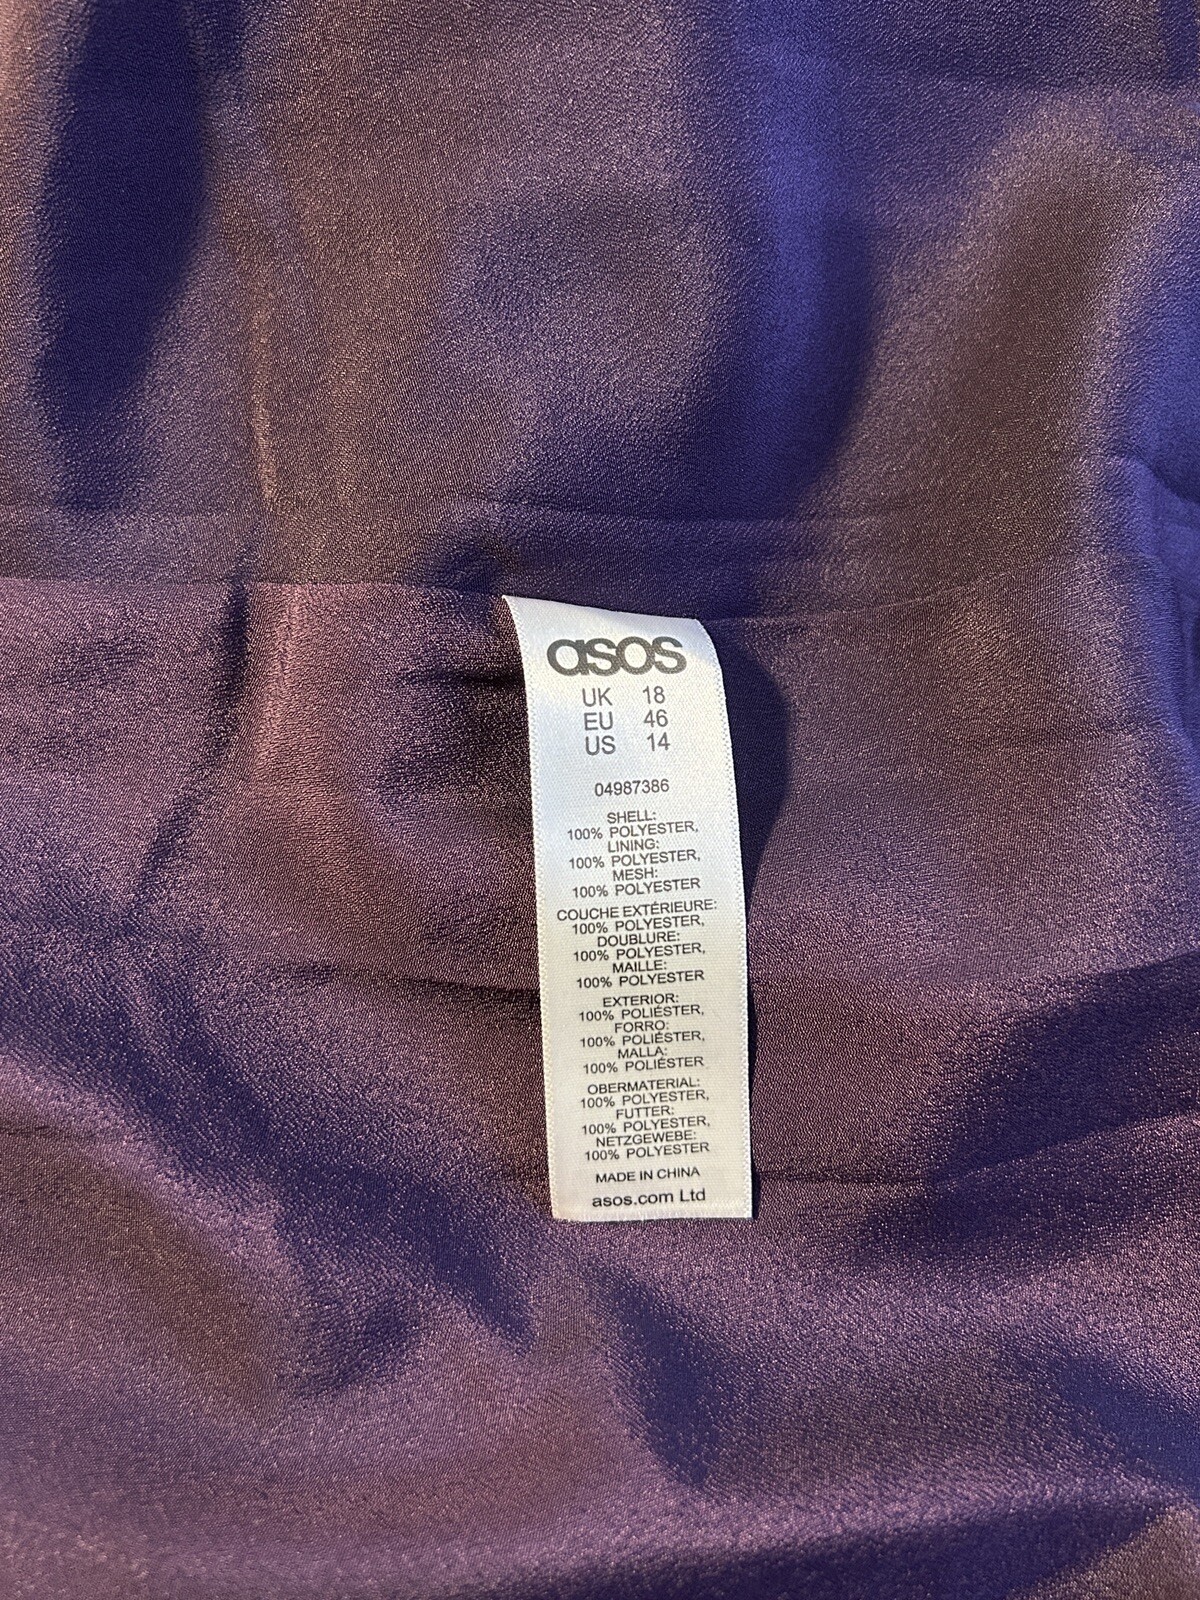 asos
UK 18
EU 46
US 14
04987386
SHELL:
100% POLYESTER,
LINING:
100% POLYESTER,
MESH:
100% POLYESTER
COUCHE EXTÉRIEURE:
100% POLYESTER,
DOUBLURE:
100% POLYESTER,
MAILLE:
100% POLYESTER
EXTERIOR:
100% POLIÉSTER,
FORRO:
100% POLIÉSTER,
MALLA:
100% POLIÉSTER
OBERMATERIAL:
100% POLYESTER,
FUTTER:
100% POLYESTER,
NETZGEWEBE:
100% POLYESTER
MADE IN CHINA
asos.com Ltd